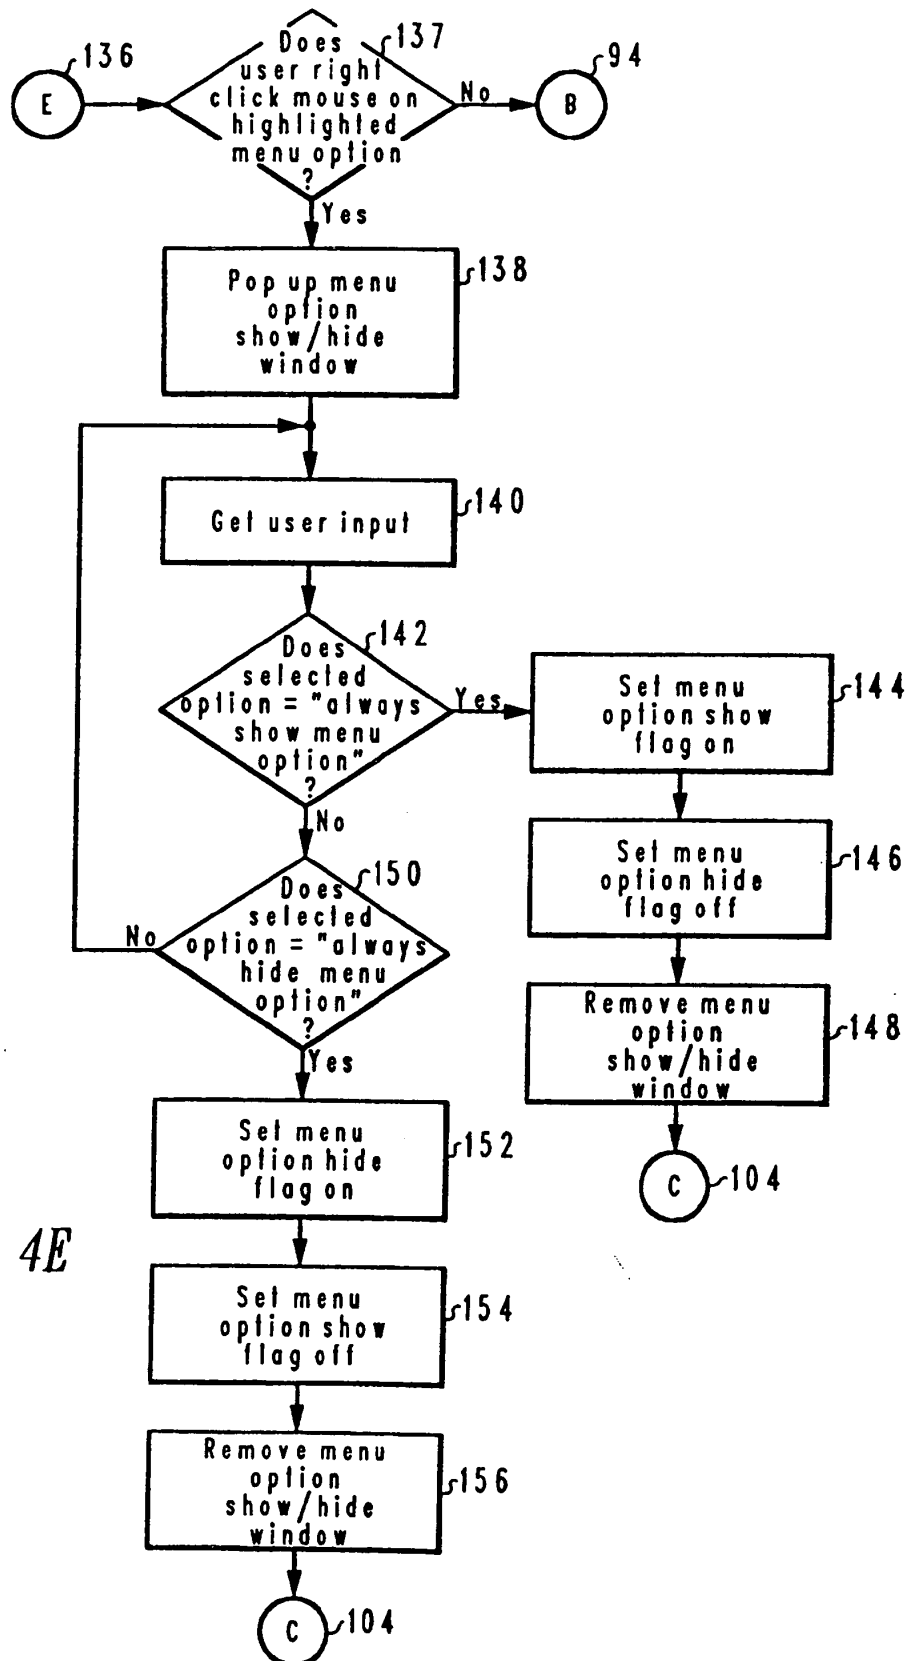 136
E
Does
user right
click mouse on
highlighted
menu option
?
137
No
94
B
Yes
Pop up menu
option
show/hide
window
138
Get user input
140
Does
selected
option = "always
show menu
option"
?
142
Yes
Set menu
option show
flag on
144
No
Set menu
option hide
flag off
146
Does
selected
option = "always
hide menu
option"
?
150
No
Remove menu
option
show/hide
window
148
Yes
C
104
Set menu
option hide
flag on
152
4E
Set menu
option show
flag off
154
Remove menu
option
show/hide
window
156
C
104